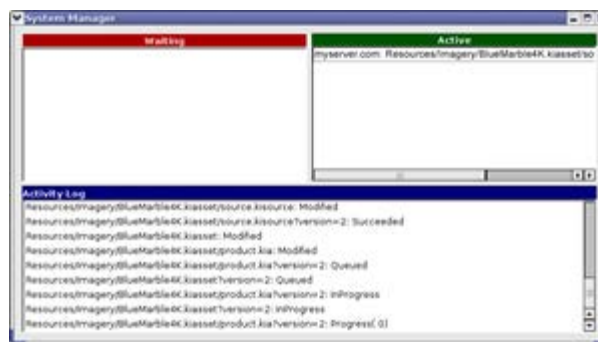 System Manager
Waiting
Active
myserver.com: Resources/Imagery/BlueMarble4K.kiasset/so
Activity Log
Resources/Imagery/BlueMarble4K.kiasset/source.kisource: Modified
Resources/Imagery/BlueMarble4K.kiasset/source.kisource?version=2: Succeeded
Resources/Imagery/BlueMarble4K.kiasset: Modified
Resources/Imagery/BlueMarble4K.kiasset/product.kia: Modified
Resources/Imagery/BlueMarble4K.kiasset/product.kia?version=2: Queued
Resources/Imagery/BlueMarble4K.kiasset?version=2: Queued
Resources/Imagery/BlueMarble4K.kiasset/product.kia?version=2: InProgress
Resources/Imagery/BlueMarble4K.kiasset?version=2: InProgress
Resources/Imagery/BlueMarble4K.kiasset/product.kia?version=2: Progress( 0)